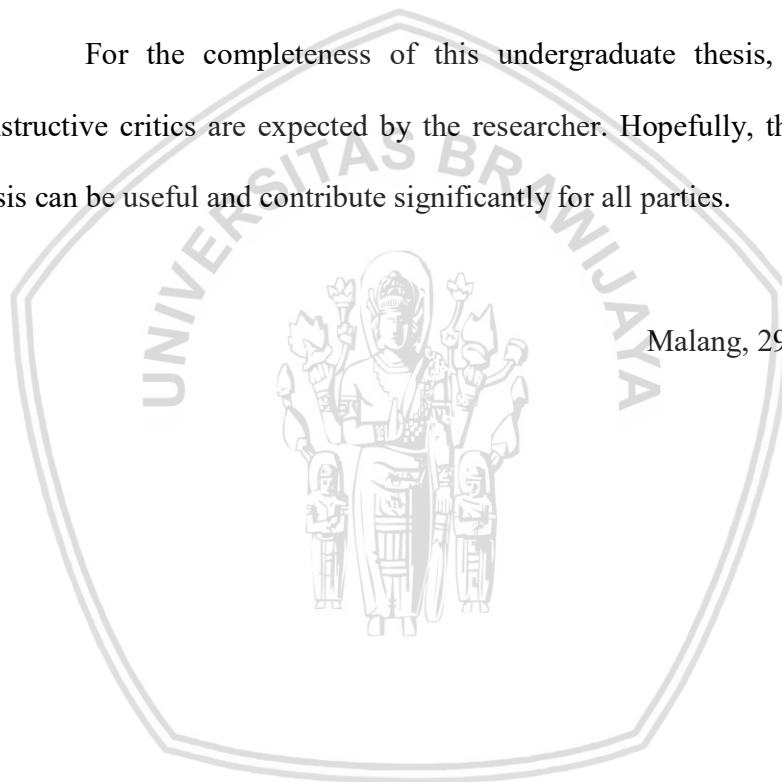 For the completeness of this undergraduate thesis,
nstructive critics are expected by the researcher. Hopefully, th
sis can be useful and contribute significantly for all parties.
UNIVERSITAS BRAWIJAYA
Malang, 29